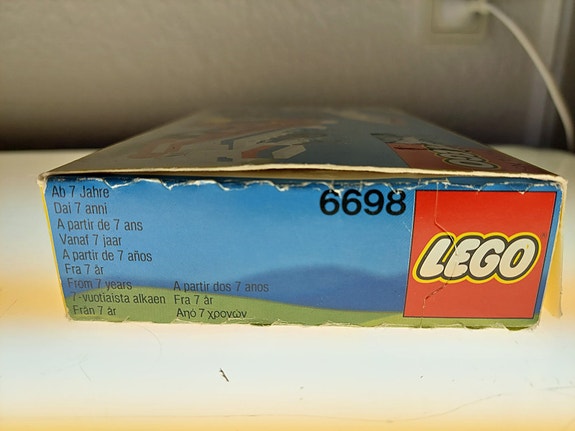 Ab 7 Jahre
Dai 7 anni
A partir de 7 ans
Vanaf 7 jaar
A partir de 7 años
Fra 7 år
From 7 years
7-vuotiaista alkaen
Från 7 år
A partir dos 7 anos
Fra 7 år
Από 7 χρονών
6698
LEGO
LEGO